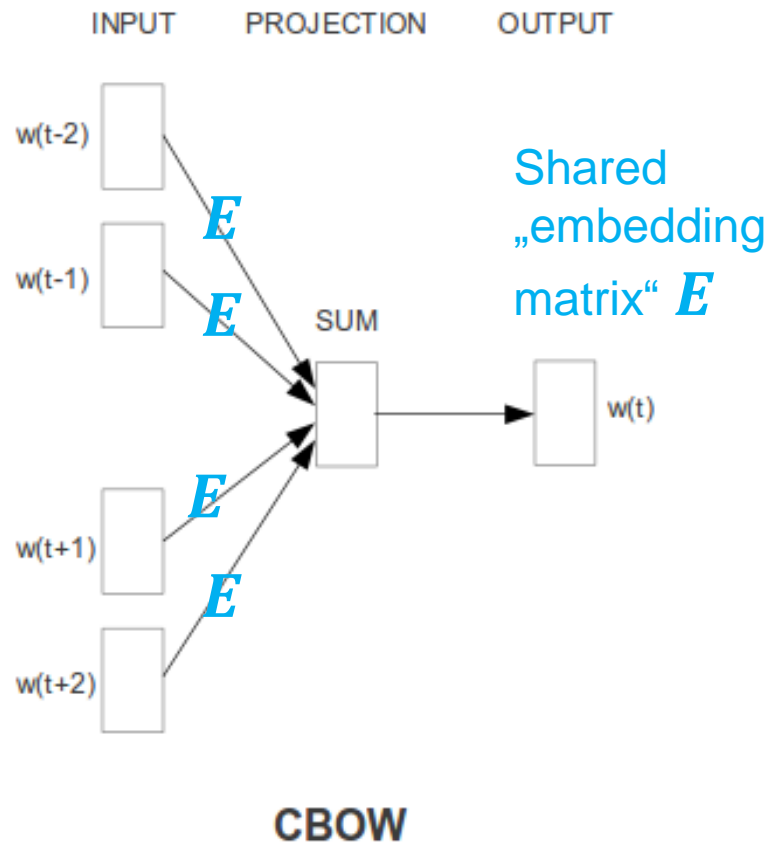 INPUT PROJECTION OUTPUT
w(t-2)
E
Shared
„embedding
matrix“ E
w(t-1)
E
SUM
w(t)
E
w(t+1)
E
w(t+2)
CBOW